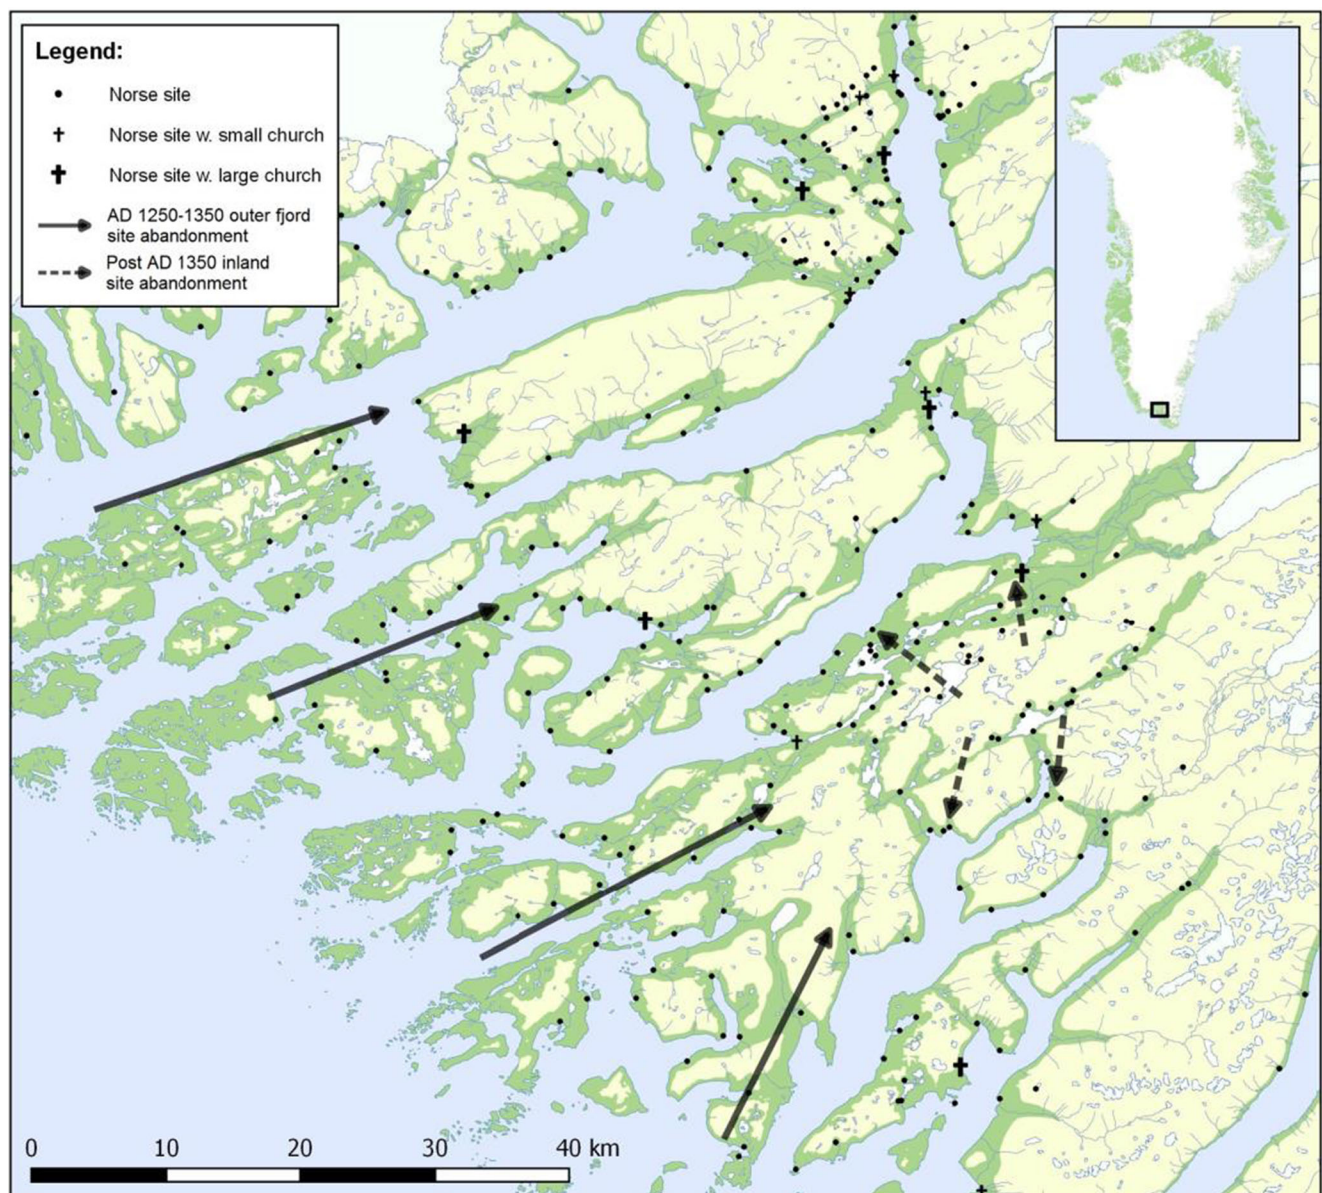 Legend:
Norse site
Norse site w. small church
Norse site w. large church
AD 1250-1350 outer fjord
site abandonment
Post AD 1350 inland
site abandonment
0 10 20 30 40 km